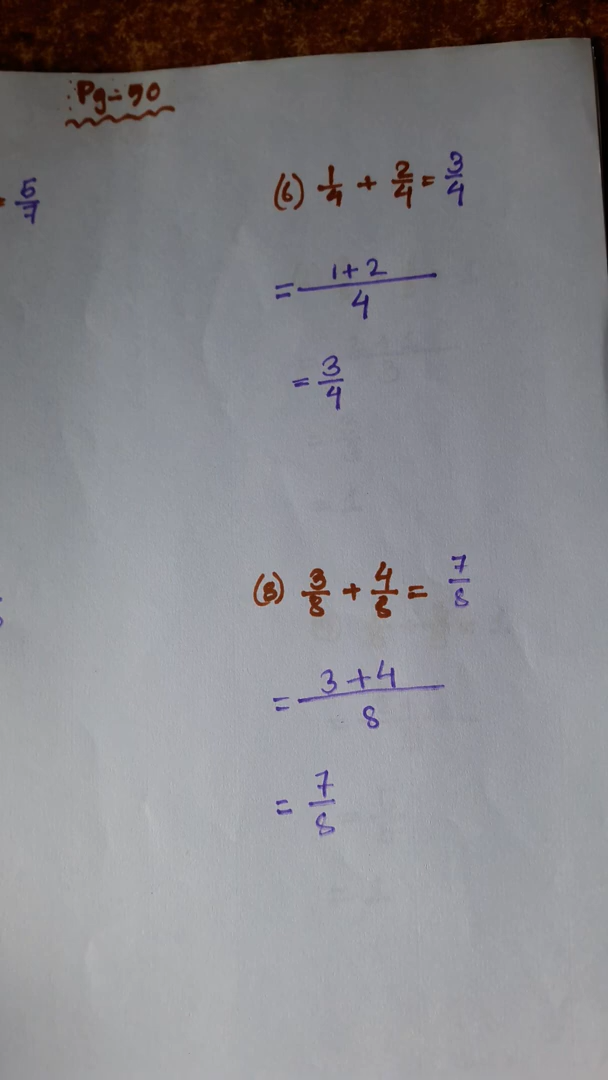 Pg - 90
= 5/7
(6) 1/4 + 2/4 = 3/4
= 1+2/4
= 3/4
(8) 3/8 + 4/8 = 7/8
= 3+4/8
= 7/8